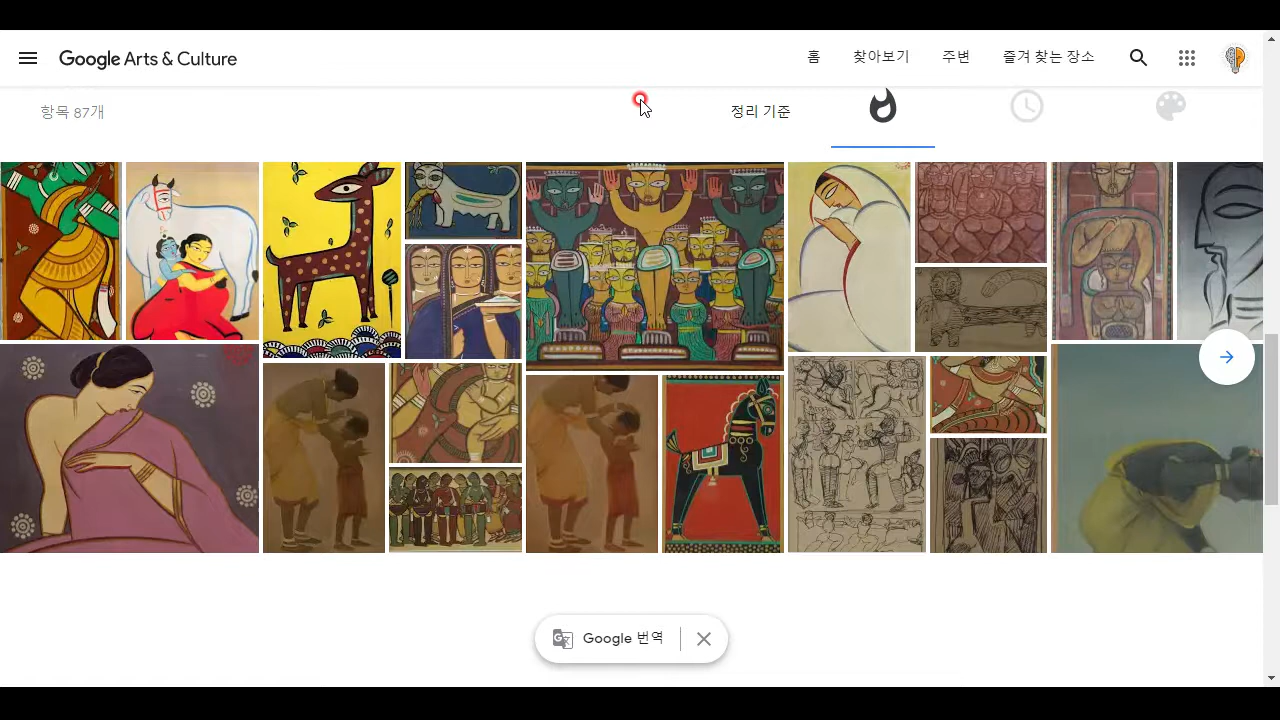 Google Arts & Culture
홈
찾아보기
주변
즐겨 찾는 장소
항목 87개
정리 기준
Google 번역